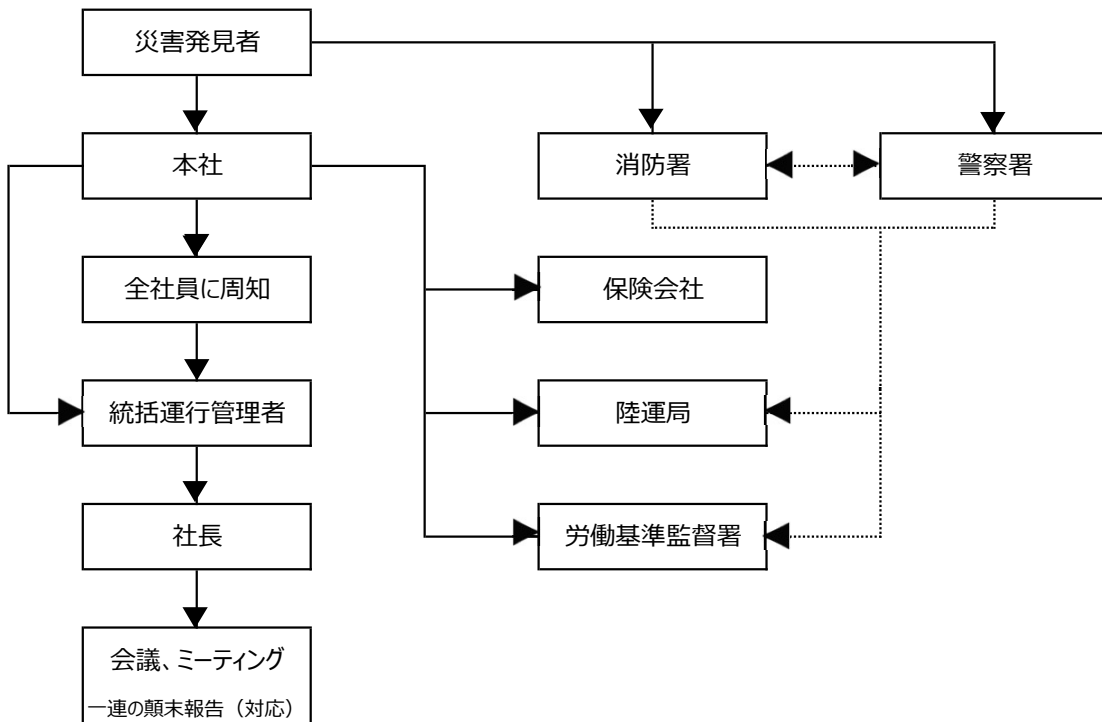 災害発見者
本社
消防署
警察署
全社員に周知
保険会社
統括運行管理者
陸運局
社長
労働基準監督署
会議、ミーティング
一連の顛末報告（対応）